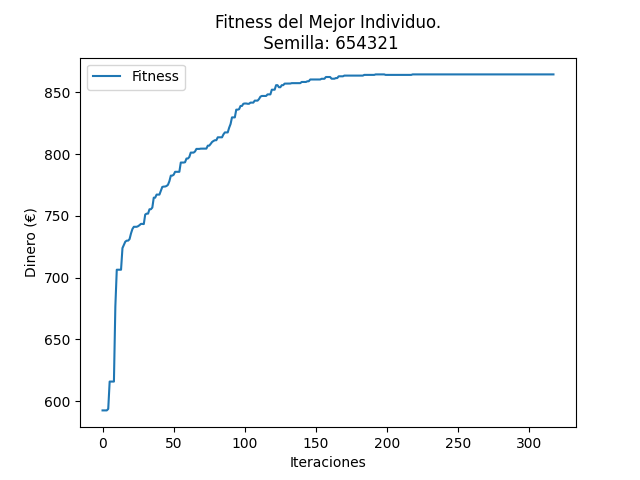 Fitness del Mejor Individuo.
Semilla: 654321
Fitness
850
800
750
700
650
600
Dinero (€)
0 50 100 150 200 250 300
Iteraciones